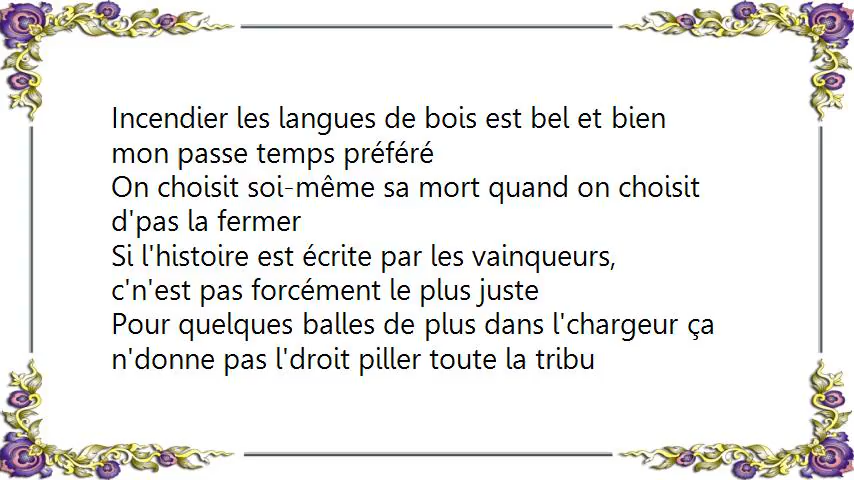 Incendier les langues de bois est bel et bien
mon passe temps préféré
On choisit soi-même sa mort quand on choisit
d'pas la fermer
Si l'histoire est écrite par les vainqueurs,
c'n'est pas forcément le plus juste
Pour quelques balles de plus dans l'chargeur ça
n'donne pas l'droit piller toute la tribu